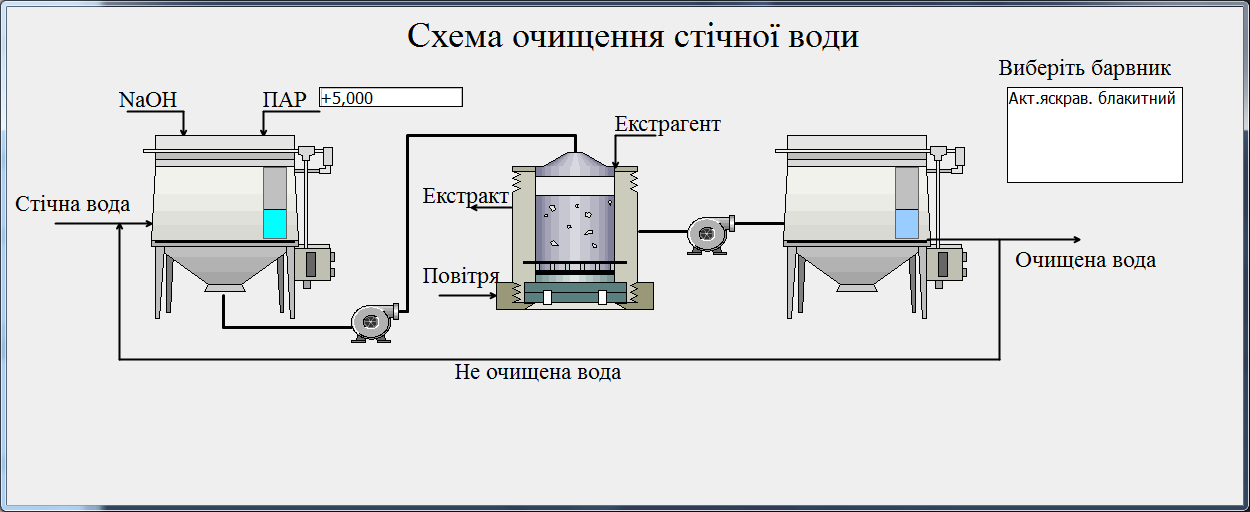 Схема очищення стічної води
Виберіть барвник
NaOH
ПАР
+5,000
Акт.яскрав. блакитний
Екстрагент
Екстракт
Стічна вода
Повітря
Очищена вода
Не очищена вода